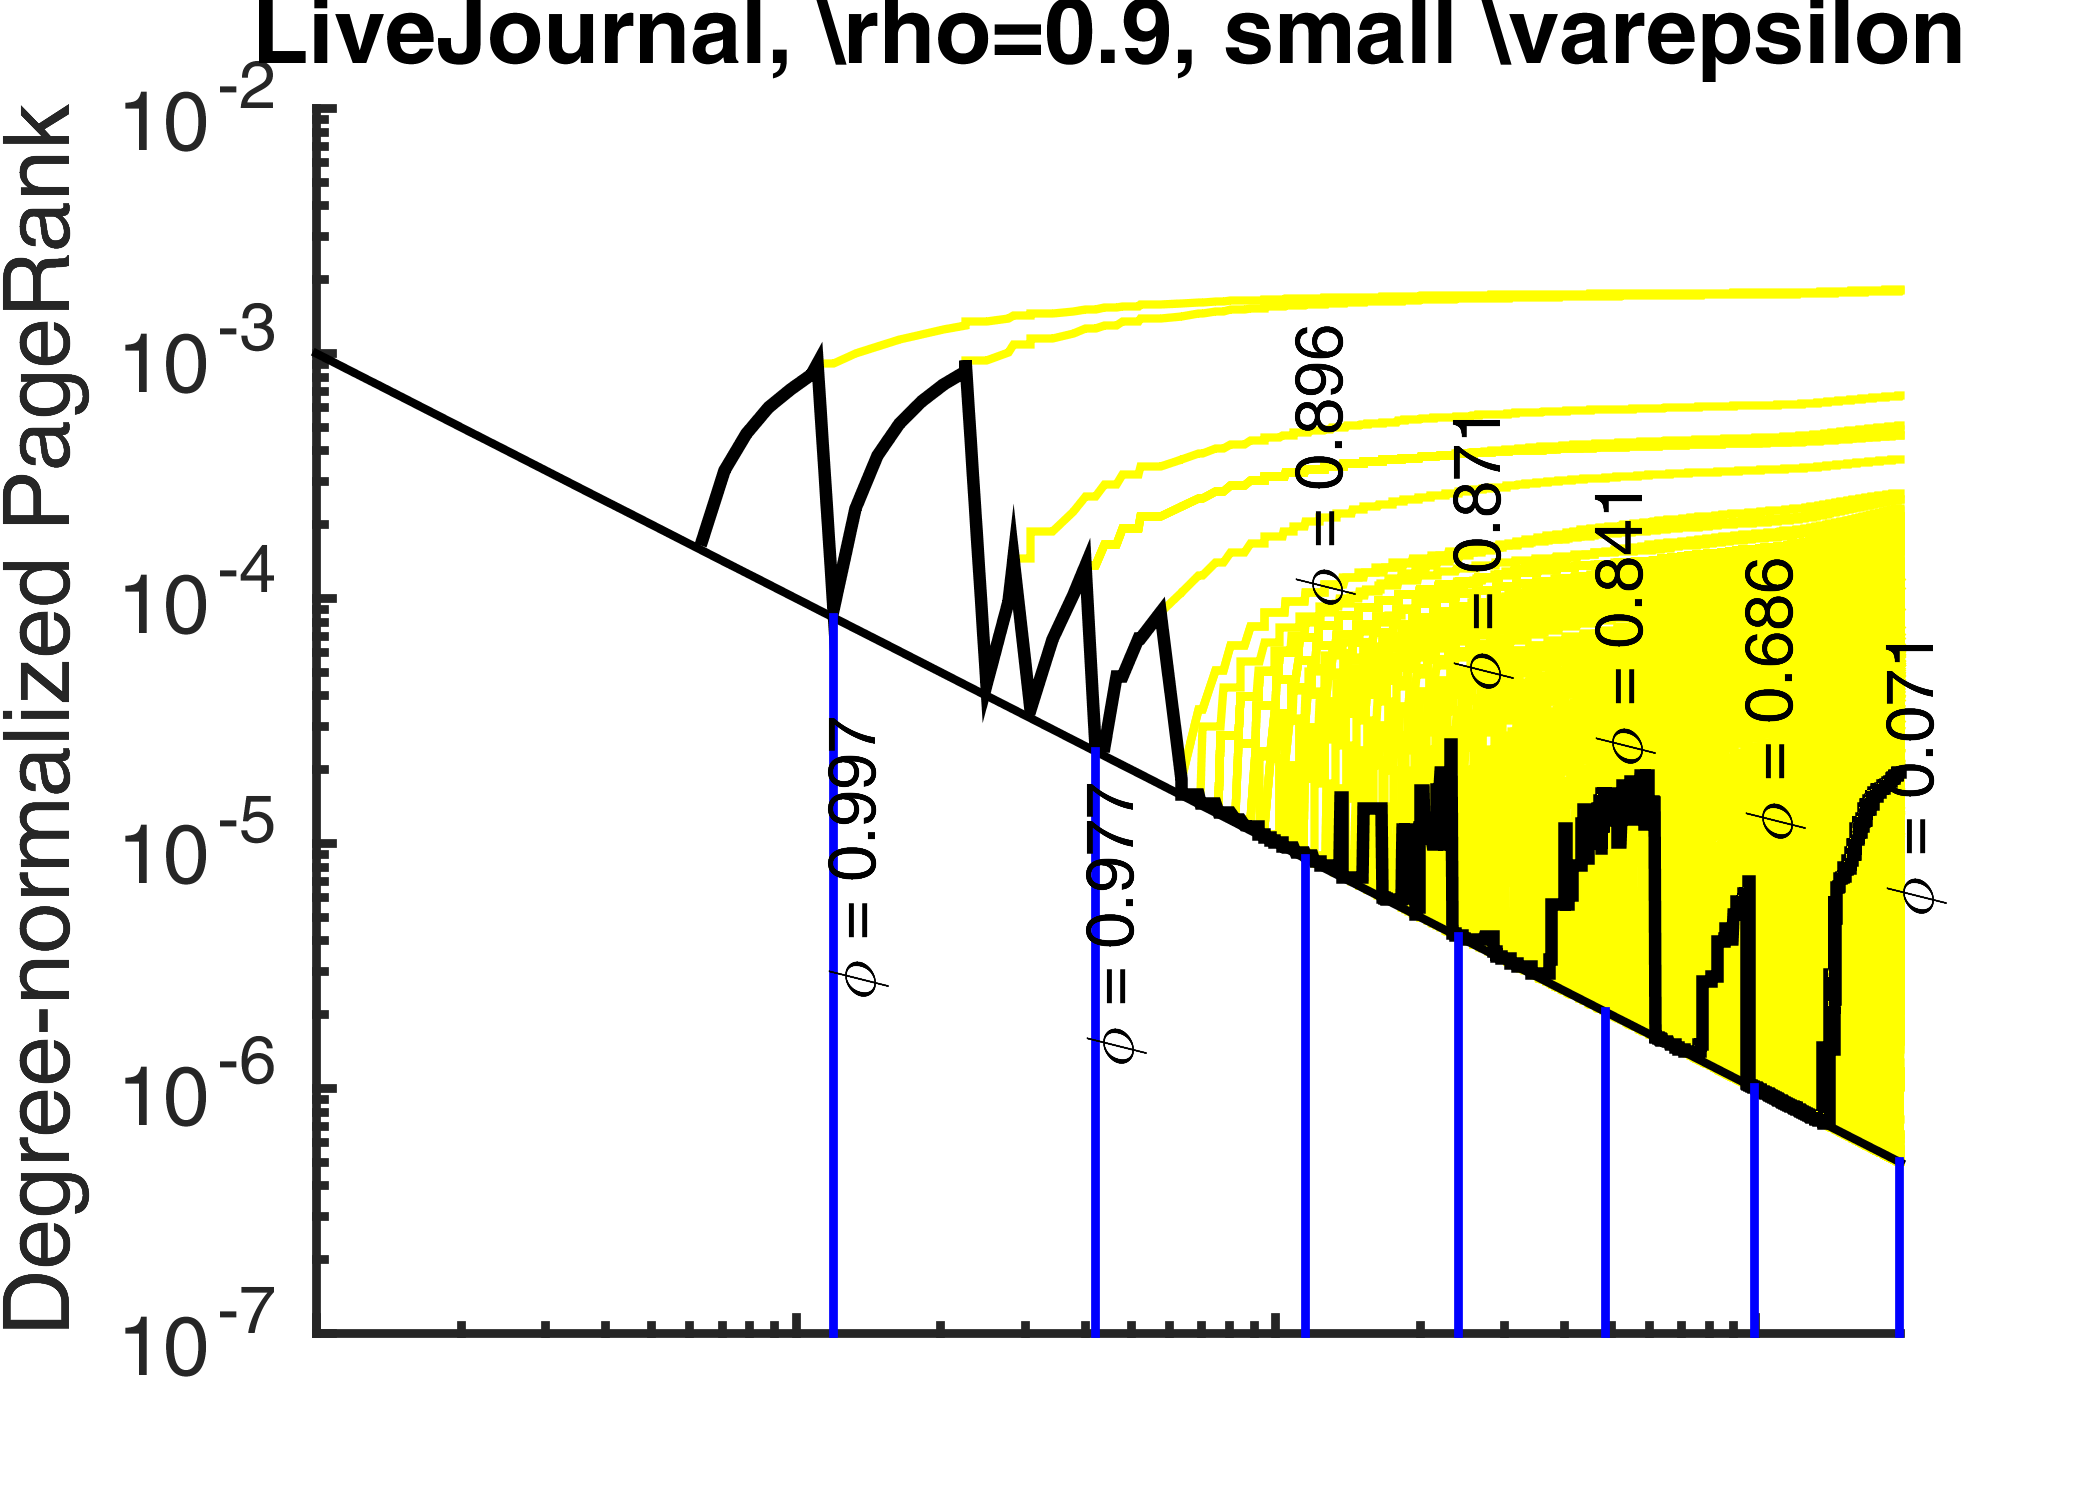 LiveJournal, \rho=0.9, small \varepsilon
Degree-normalized PageRank
10^-2
10^-3
10^-4
10^-5
10^-6
10^-7
ϕ = 0.997
ϕ = 0.977
ϕ = 0.896
ϕ = 0.871
ϕ = 0.841
ϕ = 0.686
ϕ = 0.071